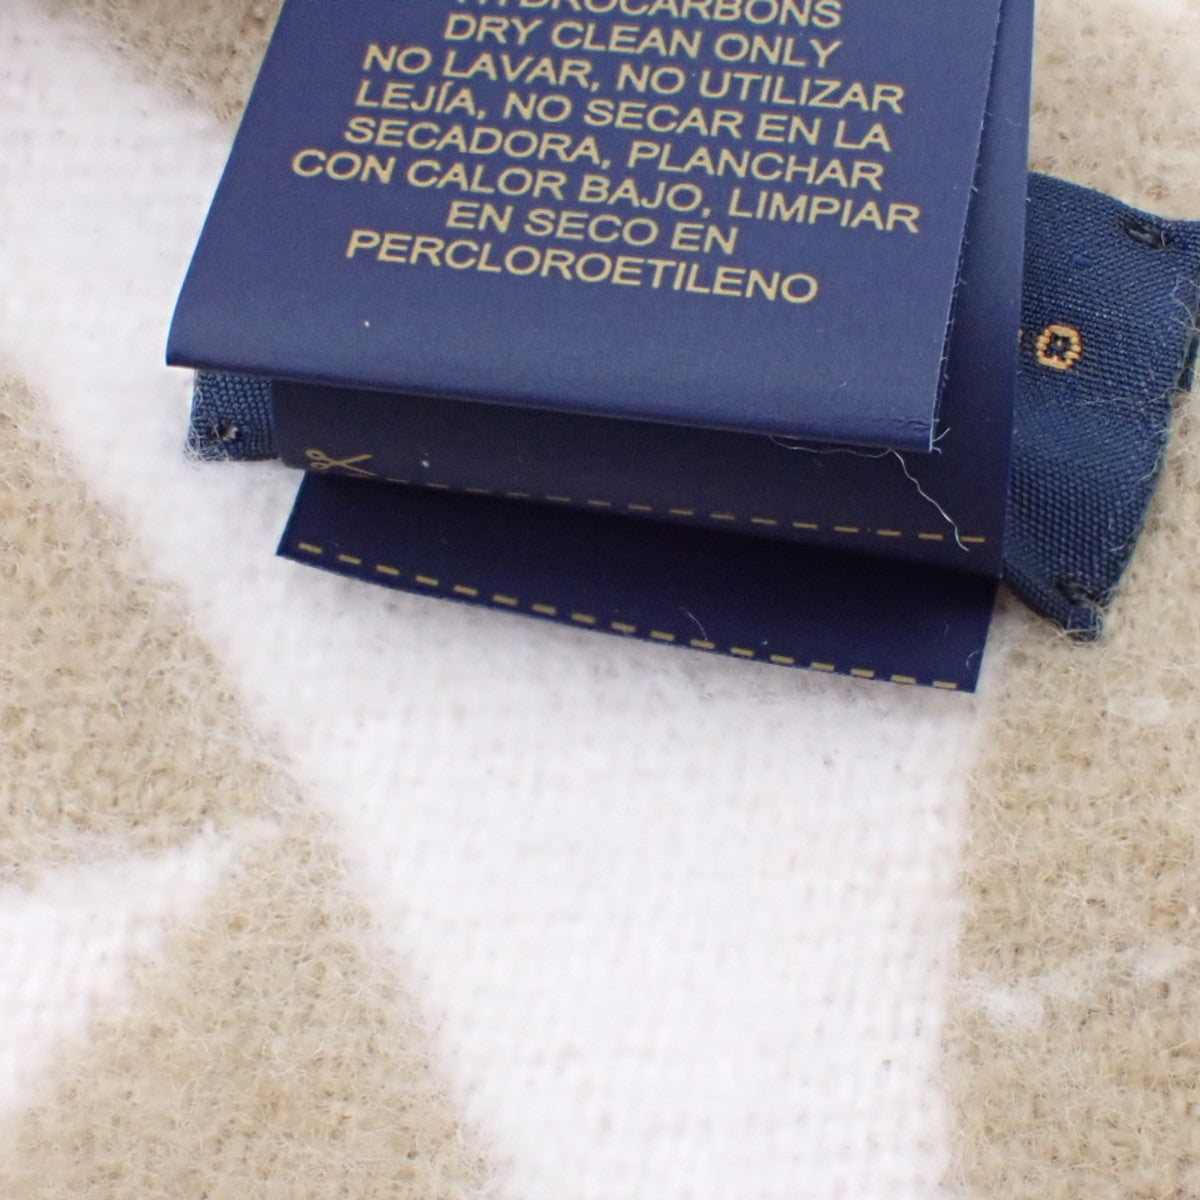 HYDROCARBONS
DRY CLEAN ONLY
NO LAVAR, NO UTILIZAR
LEJÍA, NO SECAR EN LA
SECADORA, PLANCHAR
CON CALOR BAJO, LIMPIAR
EN SECO EN
PERCLOROETILENO